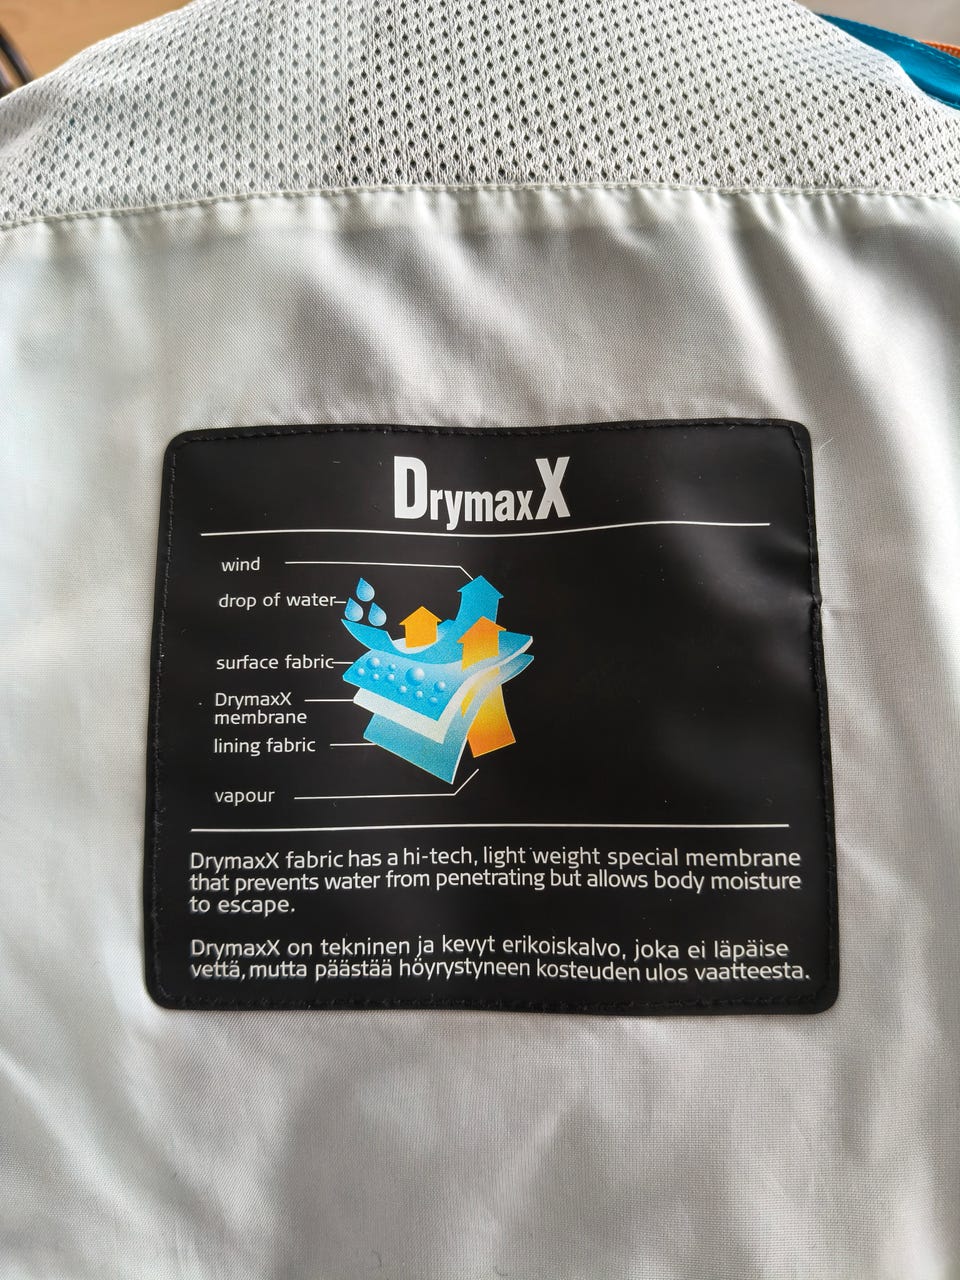 DrymaxX
wind
drop of water
surface fabric
DrymaxX
membrane
lining fabric
vapour
DrymaxX fabric has a hi-tech, light weight special membrane
that prevents water from penetrating but allows body moisture
to escape.
DrymaxX on tekninen ja kevyt erikoiskalvo, joka ei läpäise
vettä, mutta päästää höyrystyneen kosteuden ulos vaatteesta.